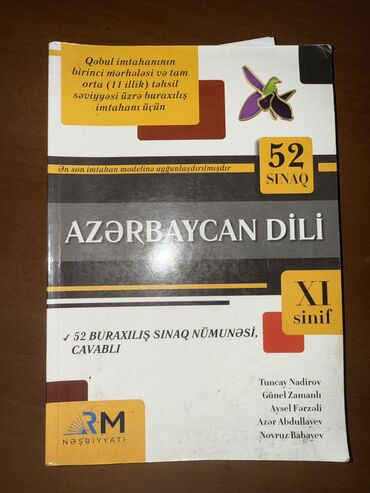 Qəbul imtahanının
birinci mərhələsi və tam
orta (11 illik) təhsil
səviyyəsi üzrə buraxılış
imtahanı üçün
Ən son imtahan modelinə uyğunlaşdırılmışdır
52
SINAQ
AZƏRBAYCAN DİLİ
XI
sinif
✓ 52 BURAXILIŞ SINAQ NÜMUNƏSİ,
CAVABLI
Tuncay Nadirov
Günel Zamanlı
Aysel Fərzəli
Azər Abdullayev
Novruz Babayev
RM
NƏŞRİYYATI